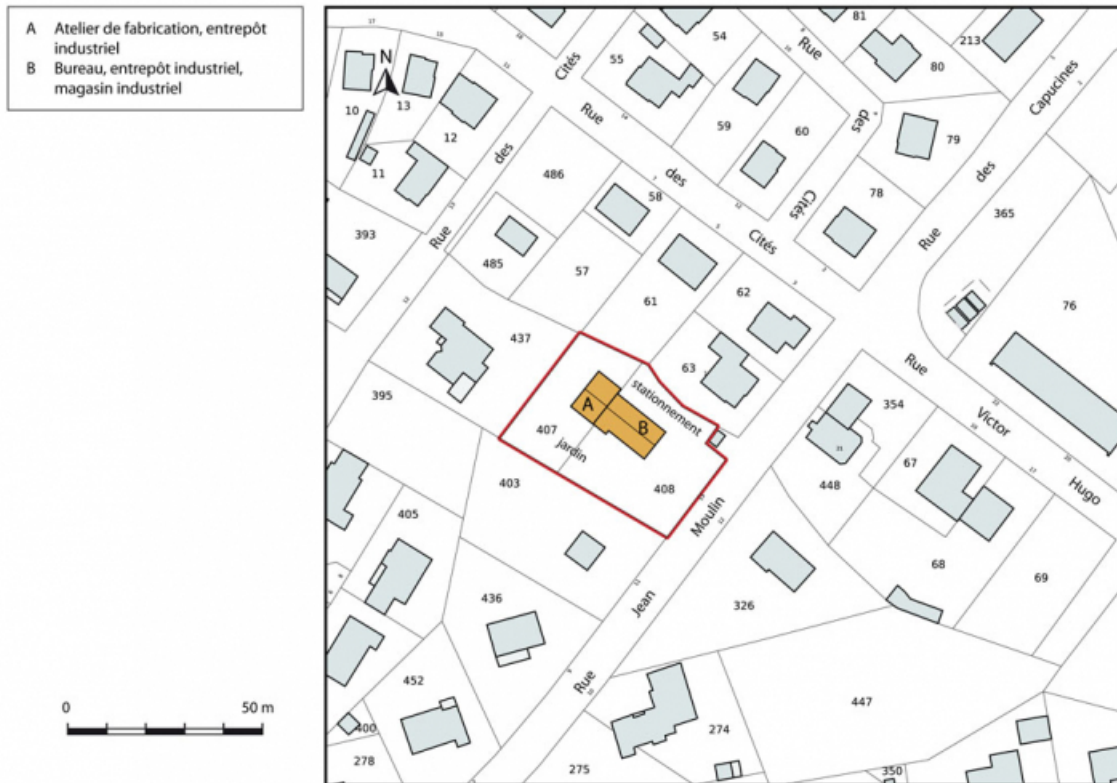 A Atelier de fabrication, entrepôt
industriel
B Bureau, entrepôt industriel,
magasin industriel
0 50 m
N
17
55
54
81
213
80
10
13
12
11
59
60
79
78
Rue des Cités
Rue des Cités
Rue des Cités
Rue des Capucines
486
58
393
485
57
61
62
365
76
437
63
395
stationnement
A
B
407
jardin
408
403
354
67
448
Rue Victor Hugo
405
68
69
436
326
Rue Jean Moulin
452
400
278
274
275
447
350